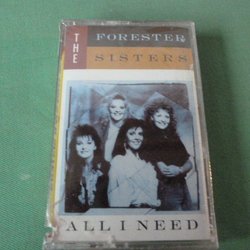 THE
FORESTER
SISTERS
ALL I NEED